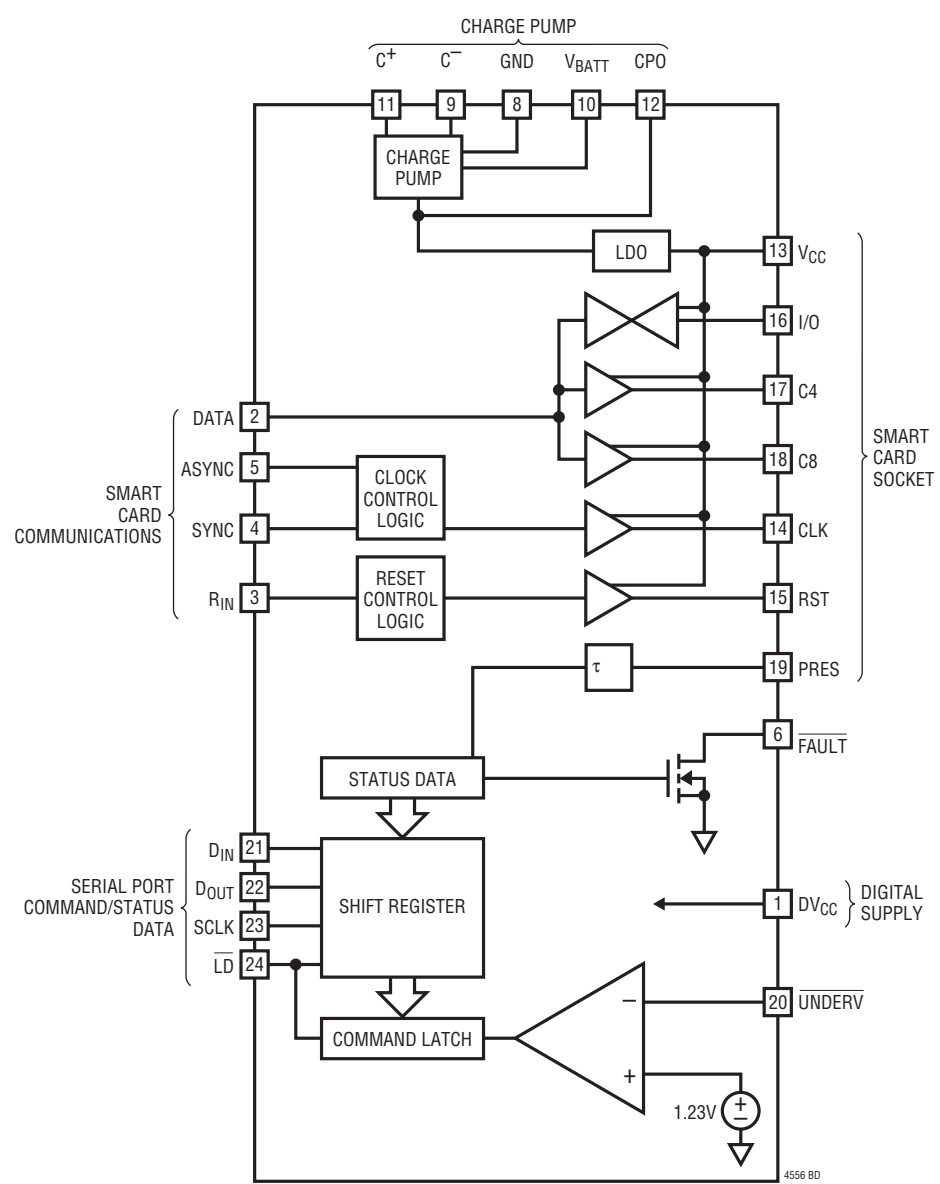 CHARGE PUMP
C+ C– GND VBATT CPO
11 9 8 10 12
CHARGE
PUMP
LDO
13 VCC
16 I/O
17 C4
DATA 2
18 C8
ASYNC 5
CLOCK
CONTROL
LOGIC
SYNC 4
14 CLK
SMART
CARD
COMMUNICATIONS
SMART
CARD
SOCKET
RIN 3
RESET
CONTROL
LOGIC
15 RST
τ
19 PRES
6 FAULT
STATUS DATA
DIN 21
DOUT 22
SCLK 23
LD 24
SERIAL PORT
COMMAND/STATUS
DATA
SHIFT REGISTER
1 DVCC
DIGITAL
SUPPLY
20 UNDERV
–
COMMAND LATCH
+
1.23V
+
–
4556 BD